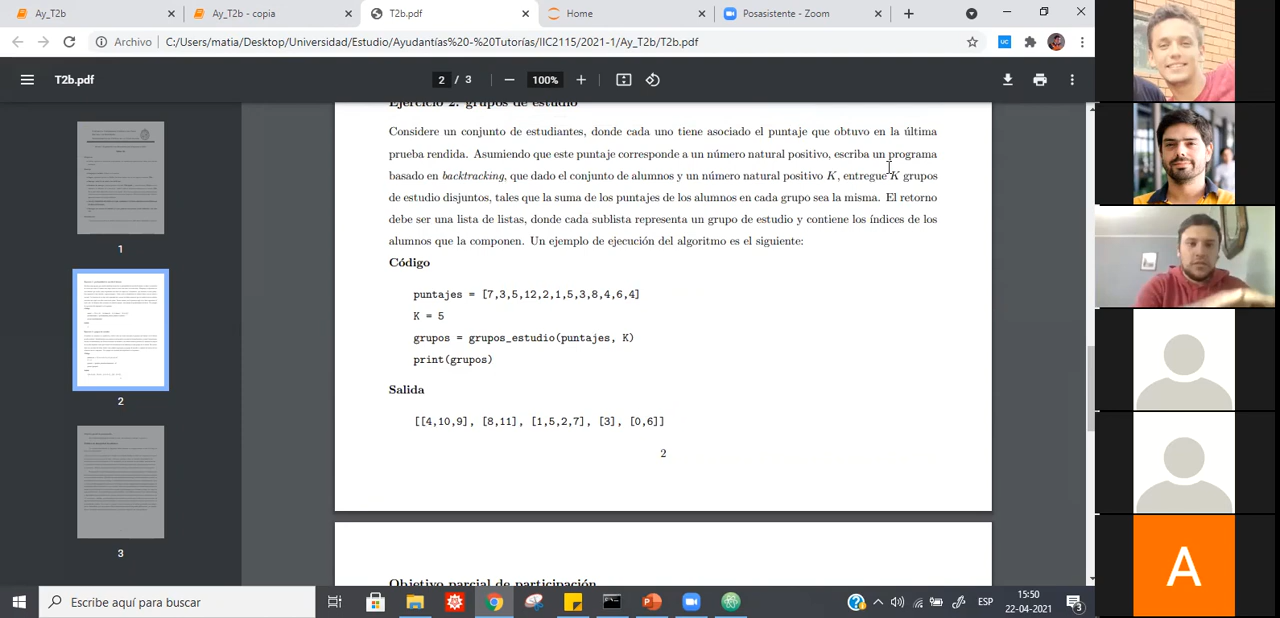 Ay_T2b
Ay_T2b - copia
T2b.pdf
Home
Posasistente - Zoom
Archivo
C:/Users/matia/Desktop/Universidad/Estudio/Ayudantías%20-%20Tutorías/IIC2115/2021-1/Ay_T2b/T2b.pdf
UC
T2b.pdf
2 / 3
100%
1
2
3
Ejercicio 2: grupos de estudio
Considere un conjunto de estudiantes, donde cada uno tiene asociado el puntaje que obtuvo en la última
prueba rendida. Asumiendo que este puntaje corresponde a un número natural positivo, escriba un programa
basado en backtracking, que dado el conjunto de alumnos y un número natural positivo K, entregue K grupos
de estudio disjuntos, tales que la suma de los puntajes de los alumnos en cada grupo sea la misma. El retorno
debe ser una lista de listas, donde cada sublista representa un grupo de estudio y contiene los índices de los
alumnos que la componen. Un ejemplo de ejecución del algoritmo es el siguiente:
Código
puntajes = [7,3,5,12,2,1,5,3,8,4,6,4]
K = 5
grupos = grupos_estudio(puntajes, K)
print(grupos)
Salida
[[4,10,9], [8,11], [1,5,2,7], [3], [0,6]]
2
Objetivo parcial de participación
A
Escribe aquí para buscar
ESP
15:50
22-04-2021
3